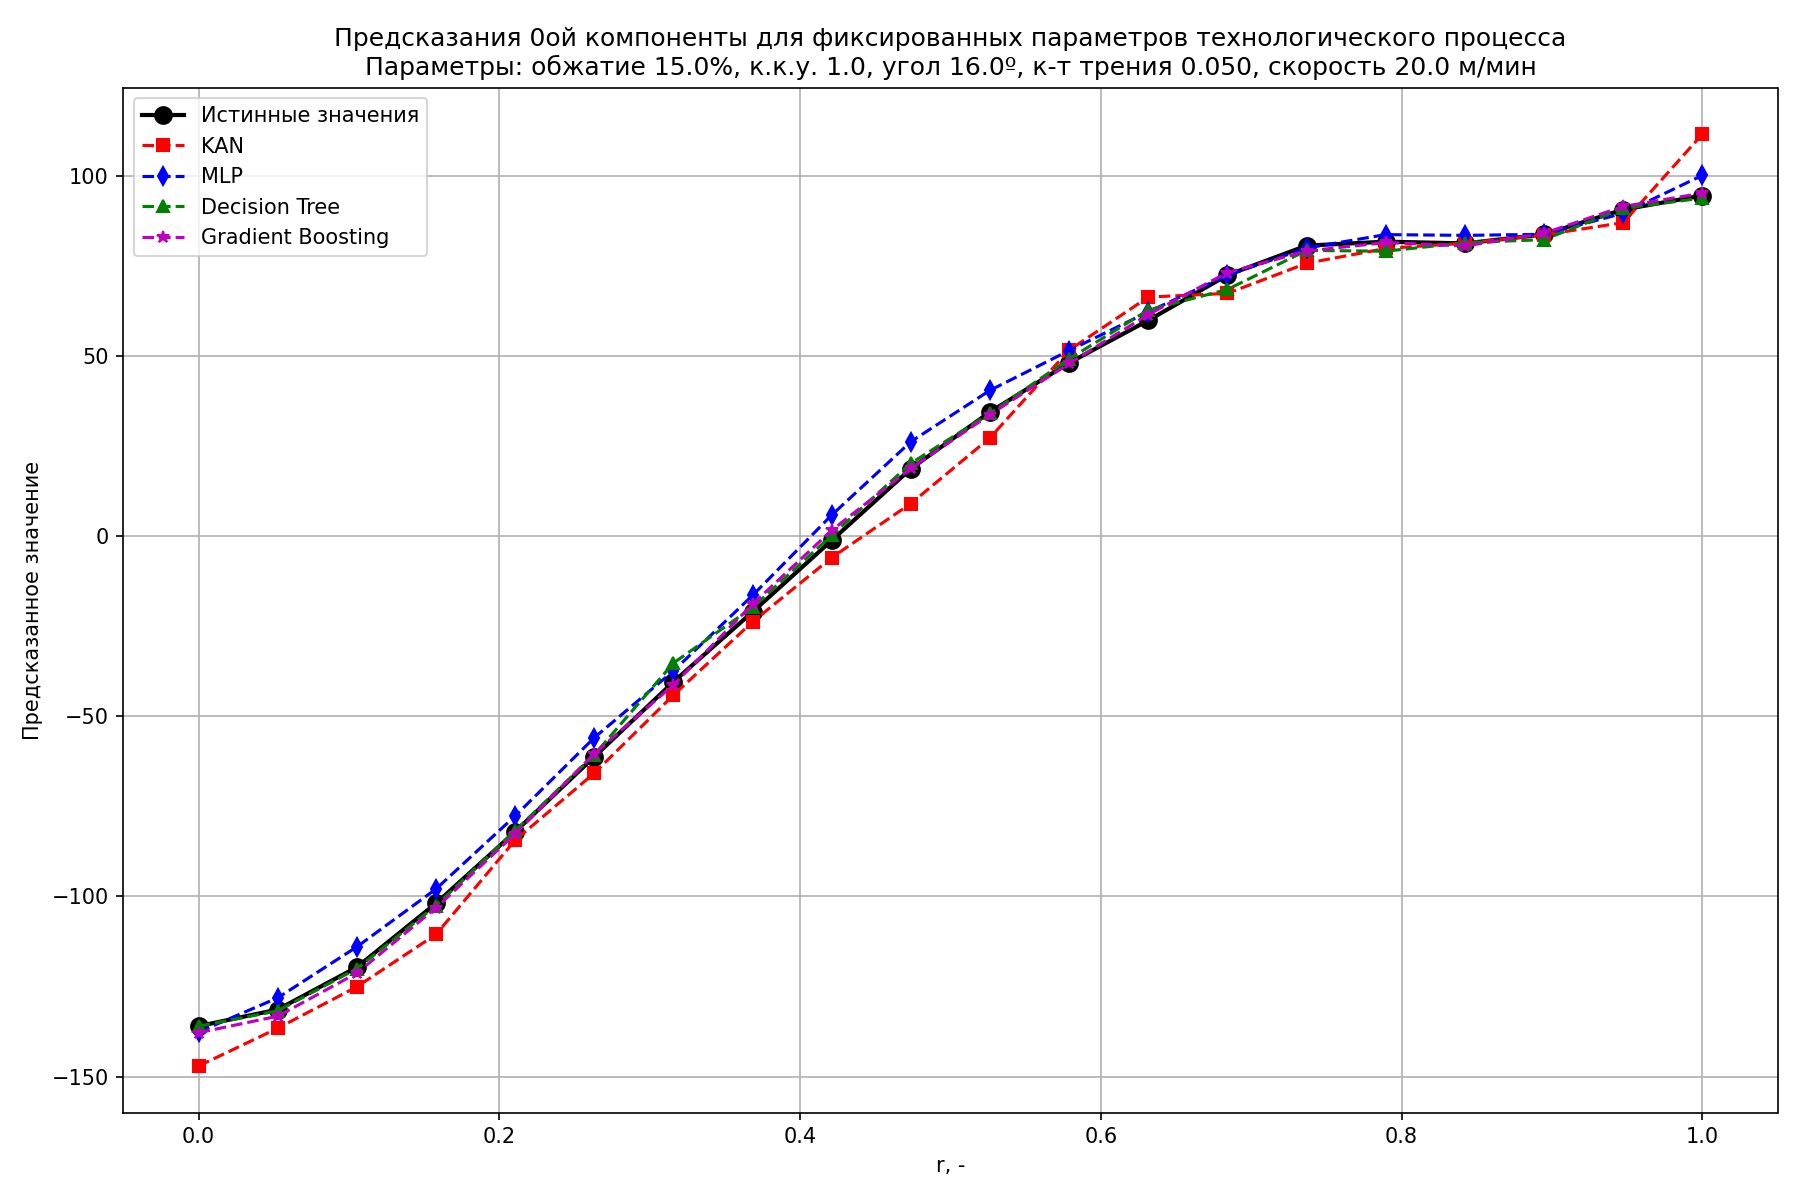 Предсказания 0ой компоненты для фиксированных параметров технологического процесса
Параметры: обжатие 15.0%, к.к.у. 1.0, угол 16.0º, к-т трения 0.050, скорость 20.0 м/мин
Истинные значения
KAN
MLP
Decision Tree
Gradient Boosting
Предсказанное значение
100
50
0
−50
−100
−150
0.0
0.2
0.4
0.6
0.8
1.0
r, -